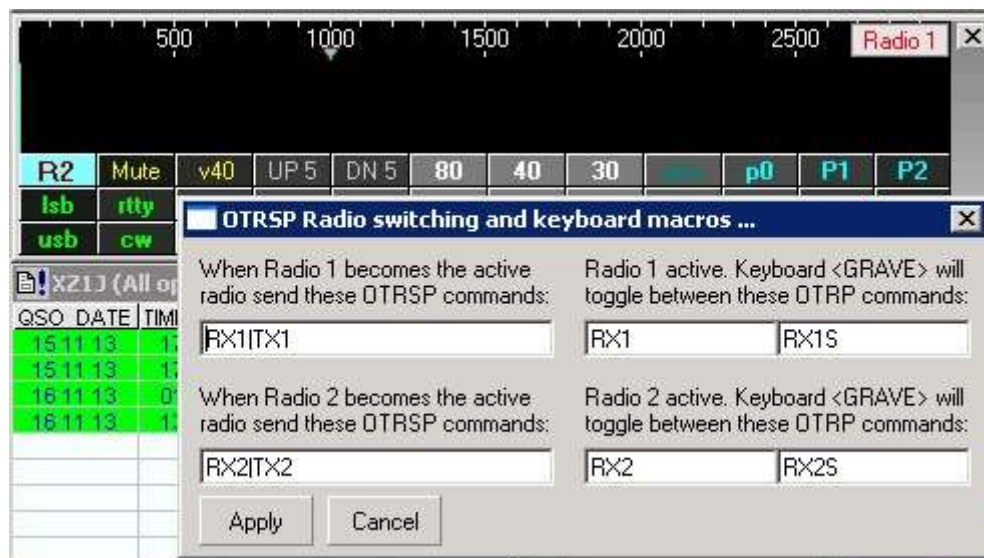 500 1000 1500 2000 2500 Radio 1
R2 Mute v40 UP 5 DN 5 80 40 30 p0 P1 P2
lsb rtty
usb cw
OTRSP Radio switching and keyboard macros ...
When Radio 1 becomes the active
radio send these OTRSP commands:
RX1|TX1
Radio 1 active. Keyboard <GRAVE> will
toggle between these OTRP commands:
RX1 RX1S
When Radio 2 becomes the active
radio send these OTRSP commands:
RX2|TX2
Radio 2 active. Keyboard <GRAVE> will
toggle between these OTRP commands:
RX2 RX2S
Apply Cancel
XZ1J (All
QSO_DATE
15 11 13
15 11 13
16 11 13
16 11 13